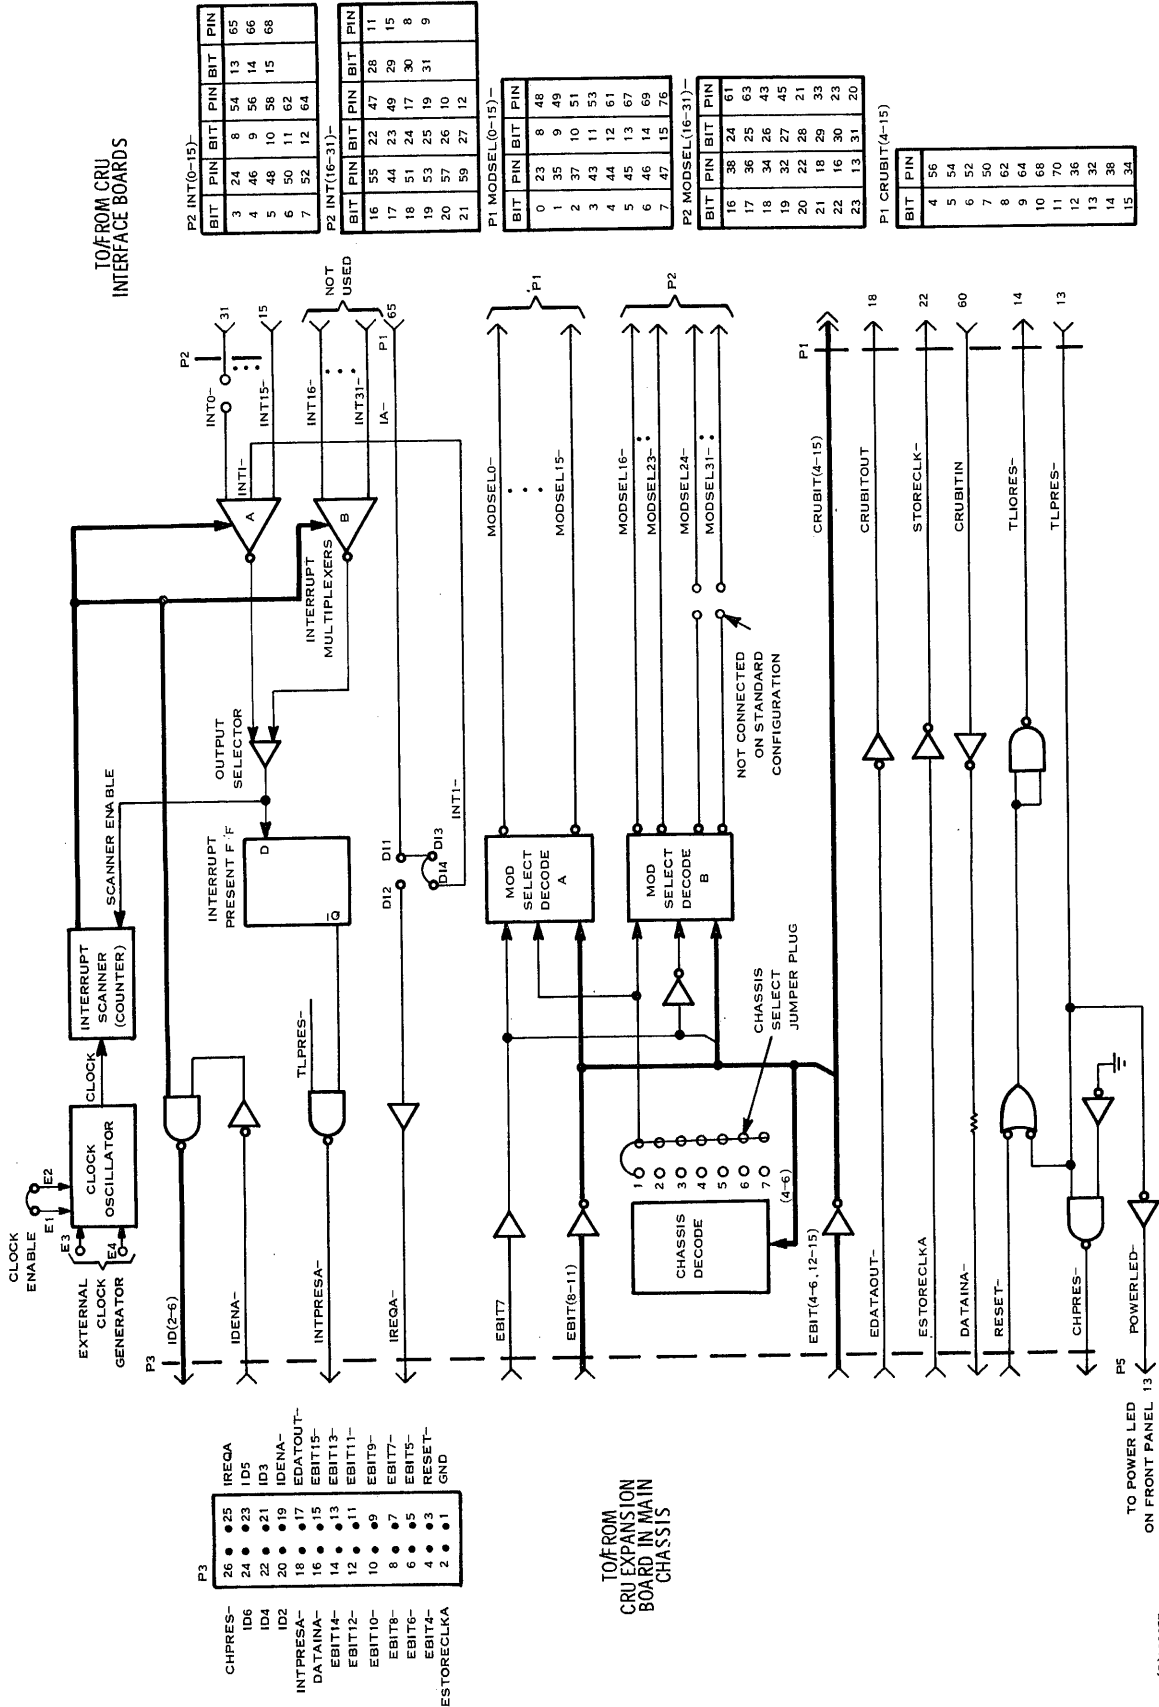 TO/FROM CRU
INTERFACE BOARDS
P2 INT(0-15)-
BIT PIN BIT PIN BIT PIN
3 24 8 54 13 65
4 46 9 56 14 66
5 48 10 58 15 68
6 50 11 62
7 52 12 64
P2 INT(16-31)-
BIT PIN BIT PIN BIT PIN
16 55 22 47 28 11
17 44 23 49 29 15
18 51 24 17 30 8
19 53 25 19 31 9
20 57 26 10
21 59 27 12
P1 MODSEL(0-15)-
BIT PIN BIT PIN
0 23 8 48
1 35 9 49
2 37 10 51
3 43 11 53
4 44 12 61
5 45 13 67
6 46 14 69
7 47 15 76
P2 MODSEL(16-31)-
BIT PIN BIT PIN
16 38 24 61
17 36 25 63
18 34 26 43
19 32 27 45
20 22 28 21
21 18 29 33
22 16 30 23
23 13 31 20
P1 CRUBIT(4-15)
BIT PIN
4 56
5 54
6 52
7 50
8 62
9 64
10 68
11 70
12 36
13 32
14 38
15 34
P2
31
15
NOT
USED
P1
65
INT0-
INT15-
INT1-
INT16-
INT31-
IA-
A
B
INTERRUPT
MULTIPLEXERS
OUTPUT
SELECTOR
SCANNER ENABLE
INTERRUPT
PRESENT F/F
D
Q
INTERRUPT
SCANNER
(COUNTER)
CLOCK
CLOCK
OSCILLATOR
CLOCK
ENABLE
E1
E2
E3
E4
EXTERNAL
CLOCK
GENERATOR
P3
ID(2-6)
IDENA-
TLPRES-
INTPRESA-
IREQA-
DI1
DI2
DI3
DI4
INT1-
MODSEL0-
MODSEL15-
P1
MODSEL16-
MODSEL23-
MODSEL24-
MODSEL31-
P2
MOD
SELECT
DECODE
A
MOD
SELECT
DECODE
B
NOT CONNECTED
ON STANDARD
CONFIGURATION
CHASSIS
SELECT
JUMPER PLUG
EBIT7
EBIT(8-11)
1
2
3
4
5
6
7
(4-6)
CHASSIS
DECODE
EBIT(4-6,12-15)
CRUBIT(4-15)
P1
EDATAOUT-
CRUBITOUT
18
ESTORECLKA
STORECLK-
22
DATAINA-
CRUBITIN
60
RESET-
TLIORES-
14
TLPRES-
13
CHPRES-
POWERLED-
P5
13
TO POWER LED
ON FRONT PANEL
P3
CHPRES- 26 25 IREQA
ID6 24 23 ID5
ID4 22 21 ID3
ID2 20 19 IDENA-
INTPRESA- 18 17 EDATOUT-
DATAINA- 16 15 EBIT15-
EBIT14- 14 13 EBIT13-
EBIT12- 12 11 EBIT11-
EBIT10- 10 9 EBIT9-
EBIT8- 8 7 EBIT7-
EBIT6- 6 5 EBIT5-
EBIT4- 4 3 RESET-
ESTORECLKA 2 1 GND
TO/FROM
CRU EXPANSION
BOARD IN MAIN
CHASSIS